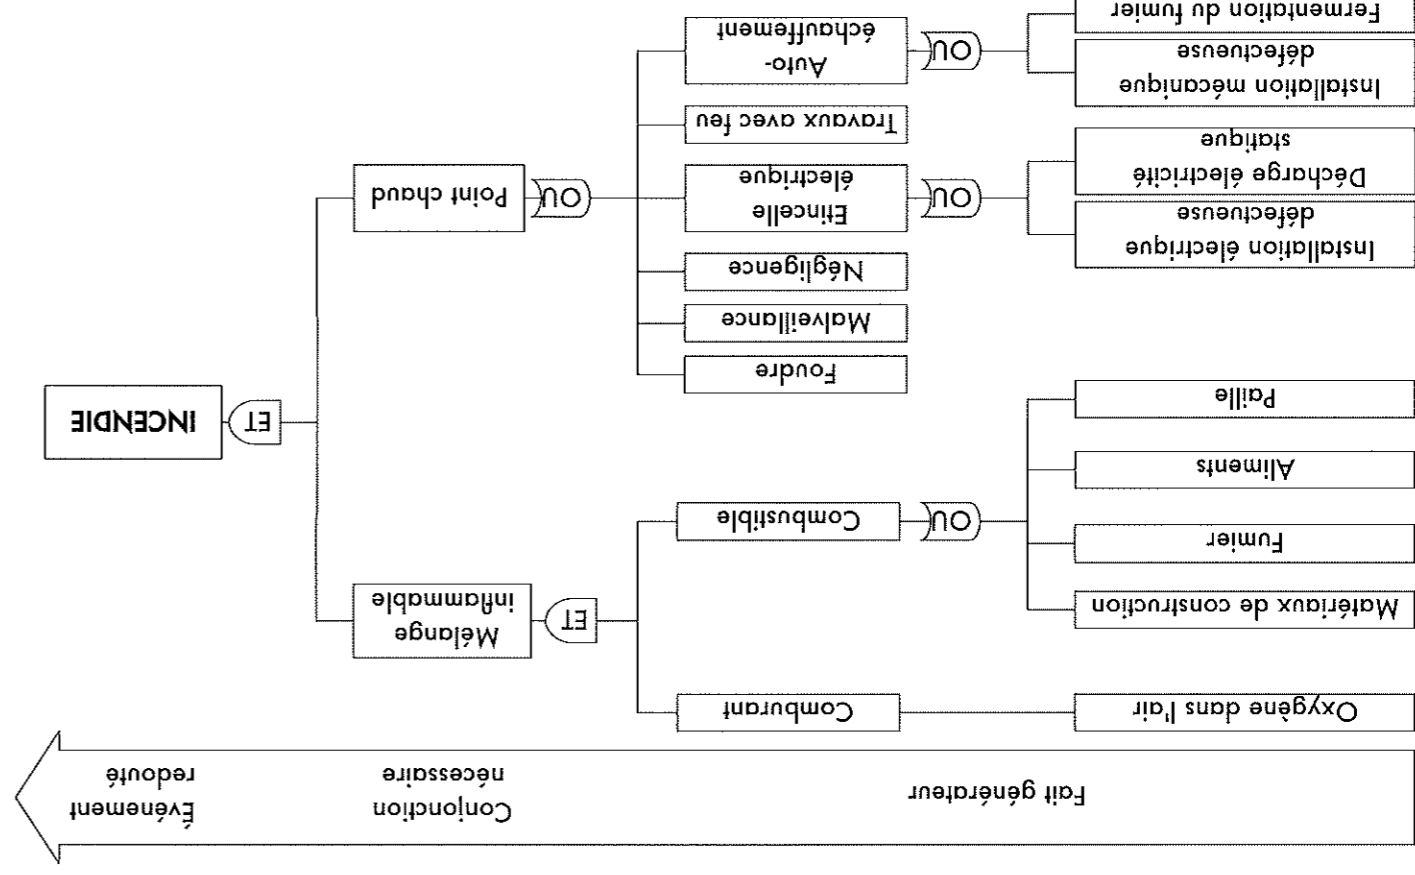 Fait générateur
Conjonction
nécessaire
Événement
redouté
Oxygène dans l'air
Comburant
Matériaux de construction
Fumier
Aliments
Paille
OU
Combustible
ET
Mélange
inflammable
ET
INCENDIE
Foudre
Malveillance
Négligence
Installation électrique
défectueuse
Décharge électricité
statique
OU
Etincelle
électrique
OU
Point chaud
Travaux avec feu
Installation mécanique
défectueuse
Fermentation du fumier
OU
Auto-
échauffement